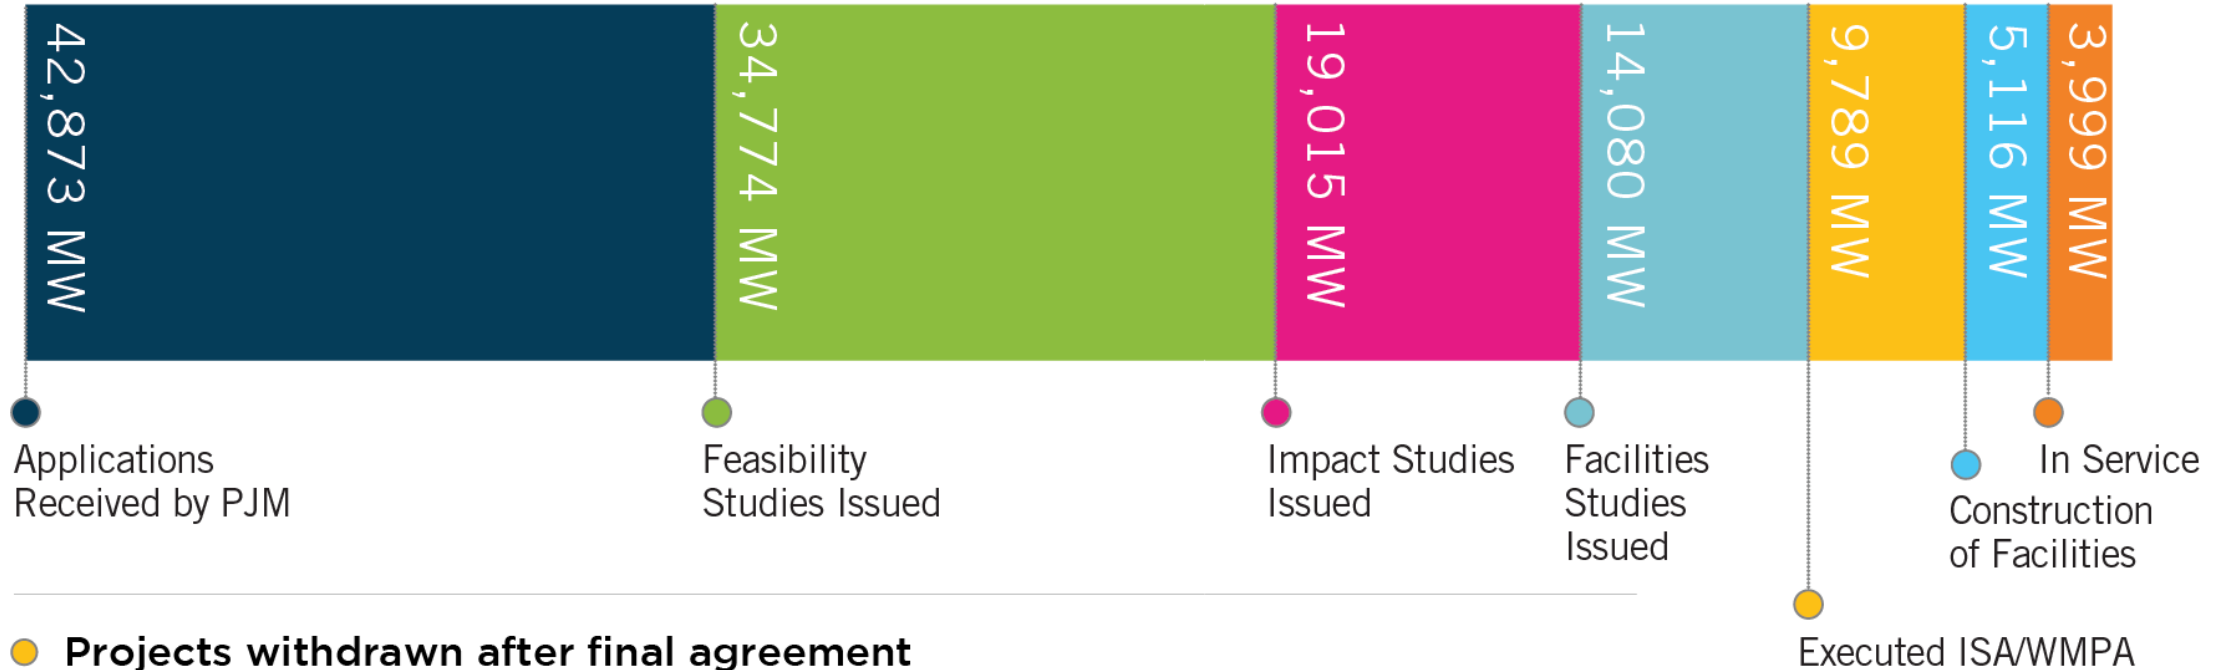 42,873 MW
34,774 MW
19,015 MW
14,080 MW
9,789 MW
5,116 MW
3,999 MW
Applications
Received by PJM
Feasibility
Studies Issued
Impact Studies
Issued
Facilities
Studies
Issued
Executed ISA/WMPA
Construction
of Facilities
In Service
Projects withdrawn after final agreement